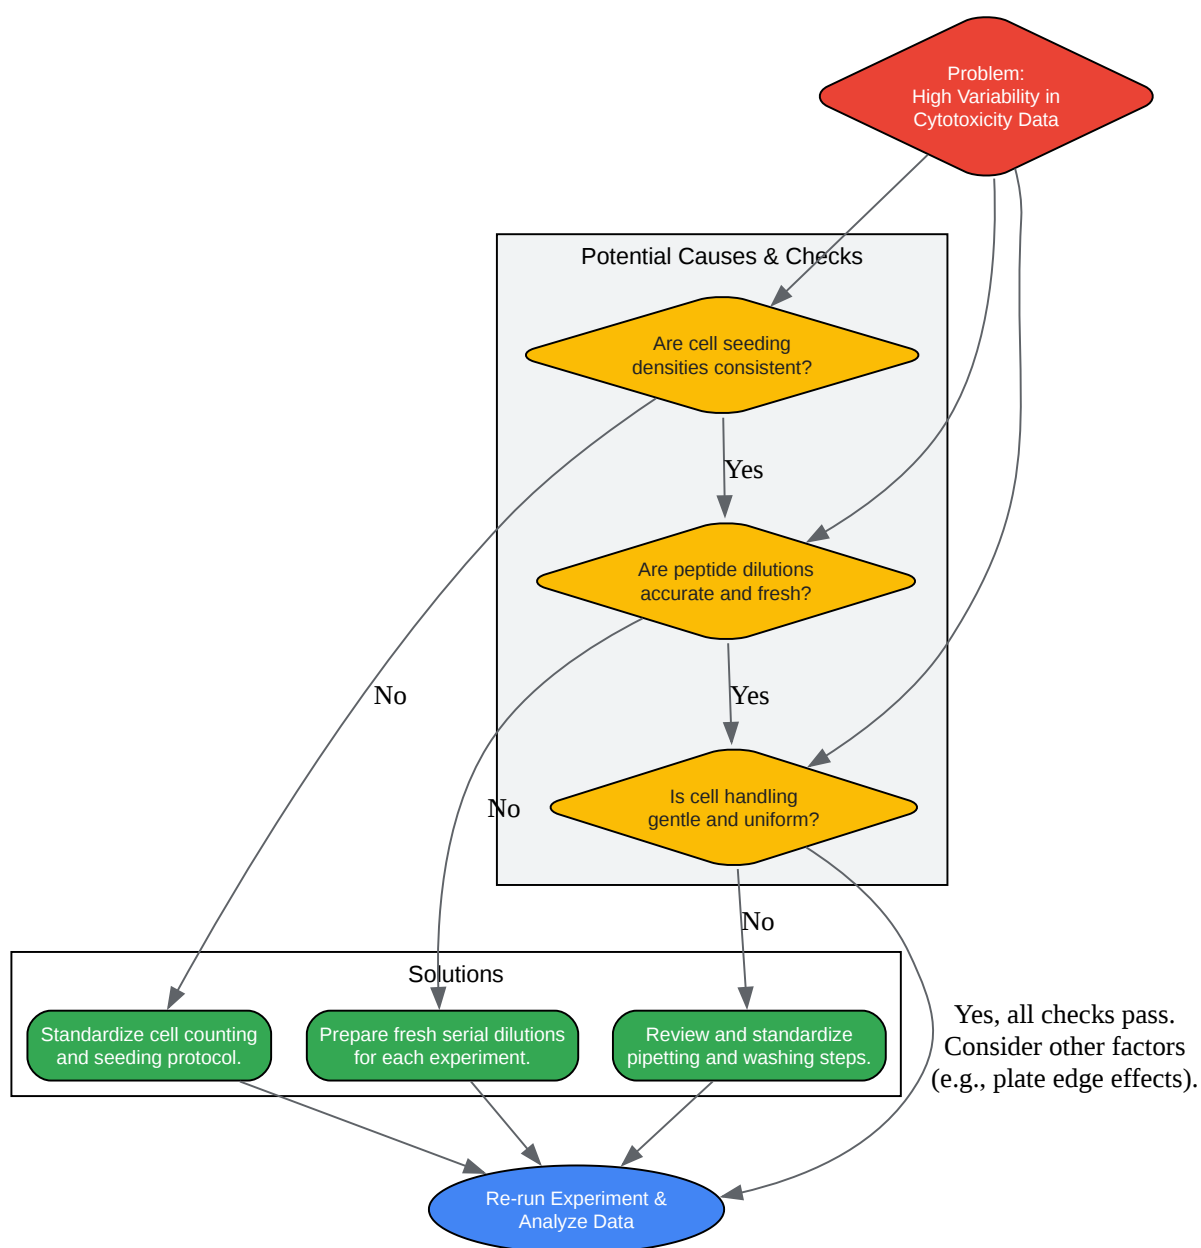 Problem:
High Variability in
Cytotoxicity Data
Potential Causes & Checks
Are cell seeding
densities consistent?
Yes
Are peptide dilutions
accurate and fresh?
No
Yes
Is cell handling
gentle and uniform?
No
No
Solutions
Standardize cell counting
and seeding protocol.
Prepare fresh serial dilutions
for each experiment.
Review and standardize
pipetting and washing steps.
Yes, all checks pass.
Consider other factors
(e.g., plate edge effects).
Re-run Experiment &
Analyze Data